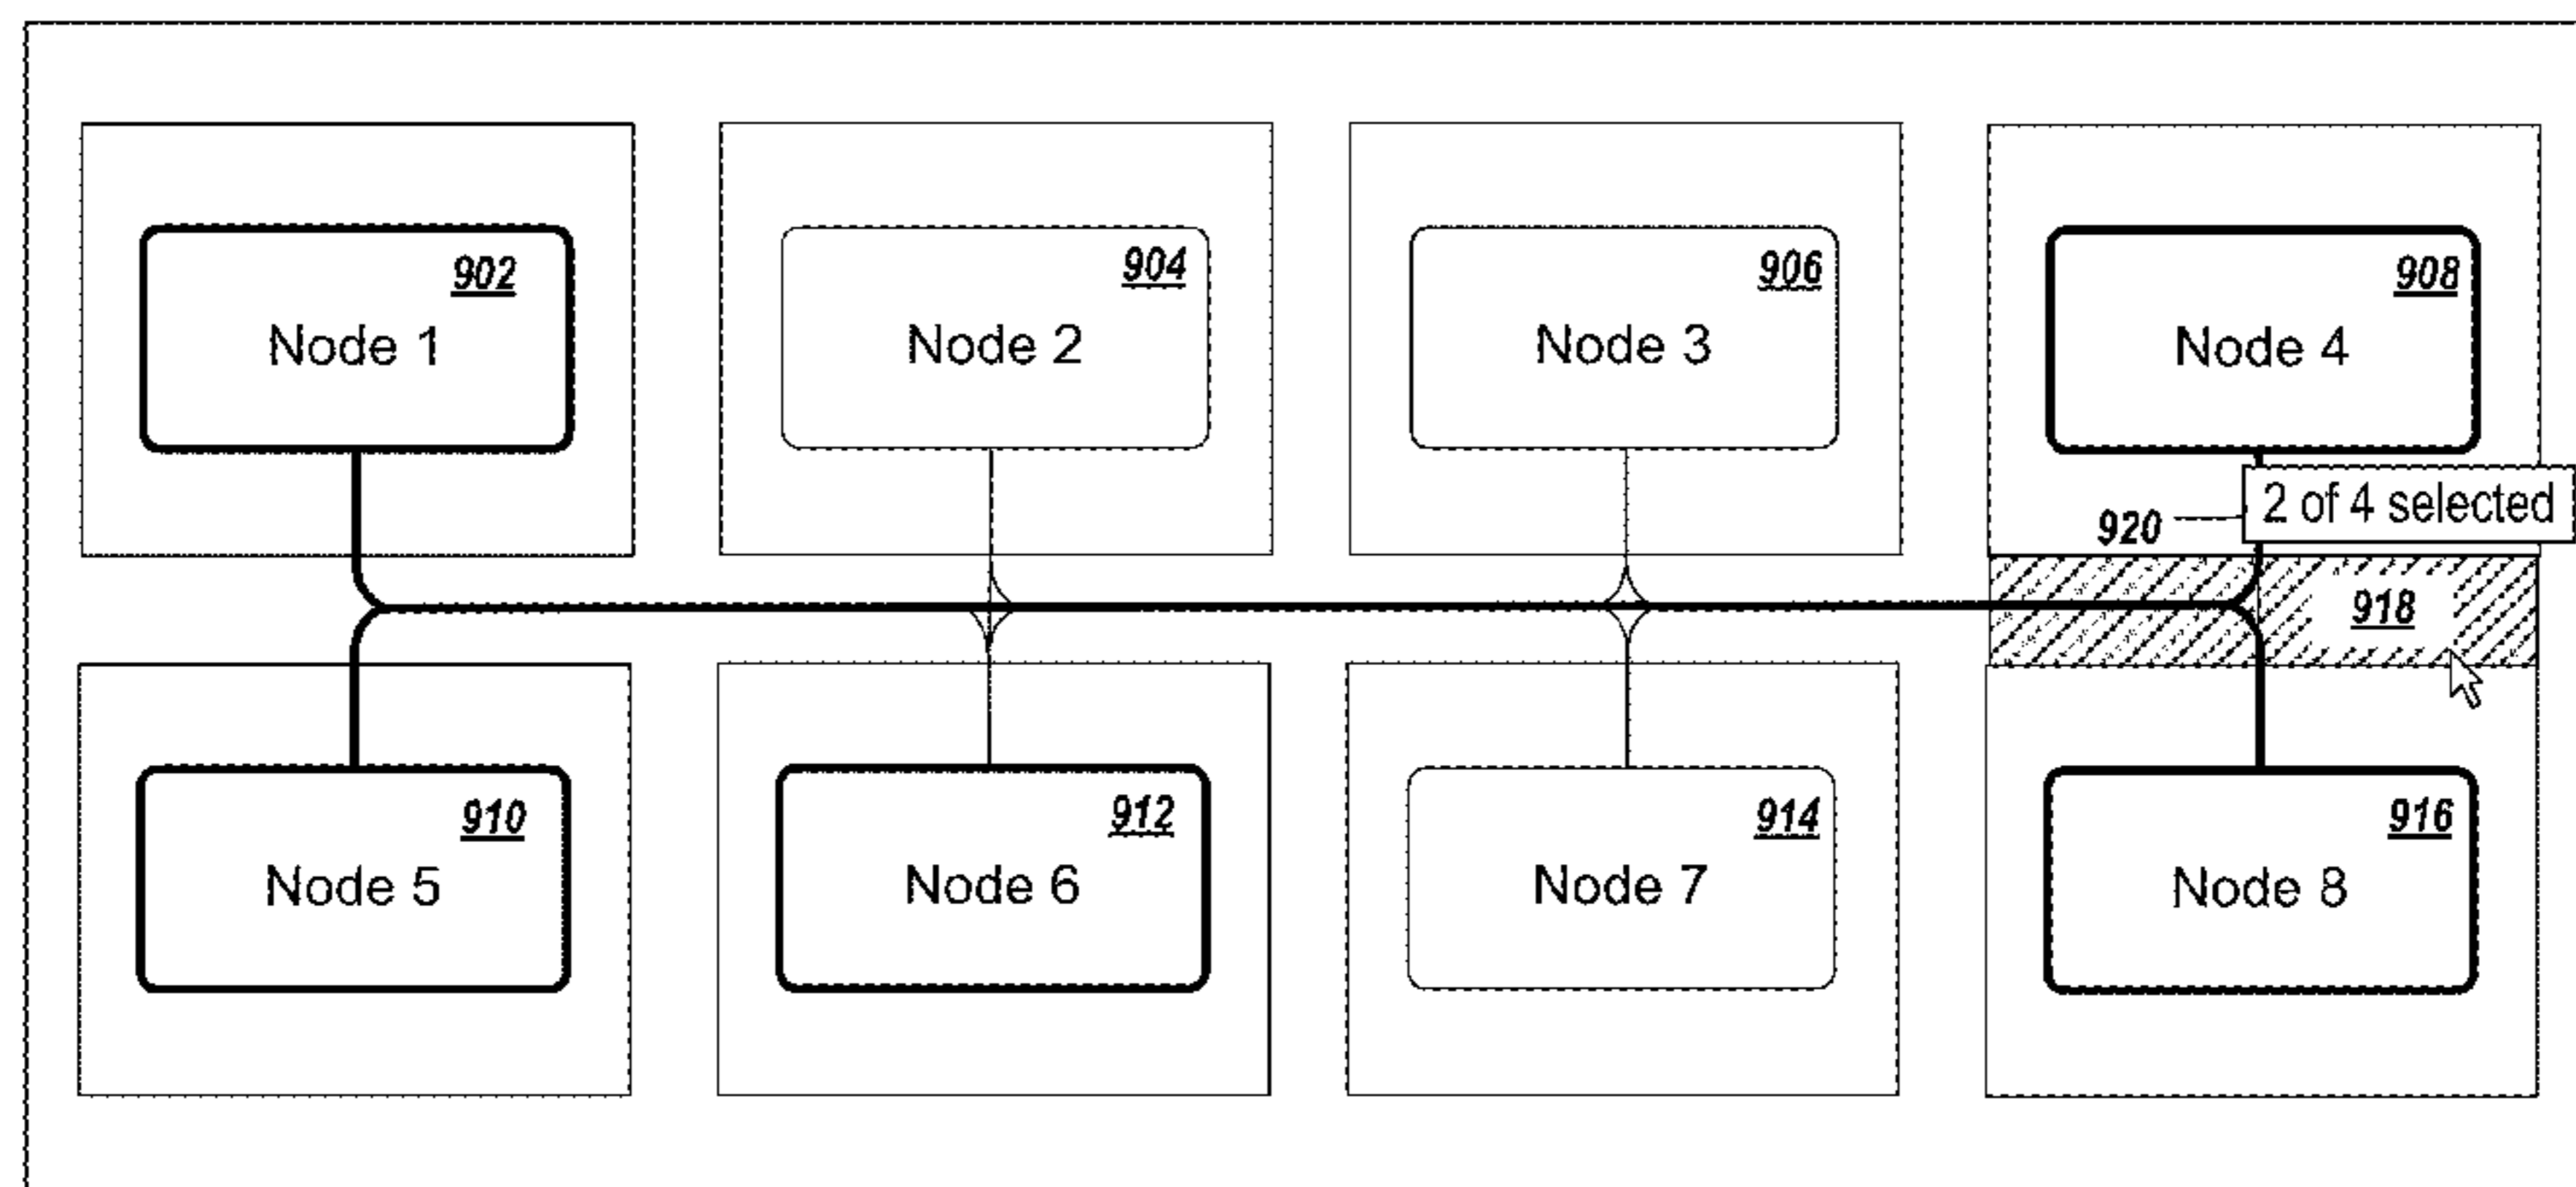 902
Node 1
904
Node 2
906
Node 3
908
Node 4
920
2 of 4 selected
918
910
Node 5
912
Node 6
914
Node 7
916
Node 8